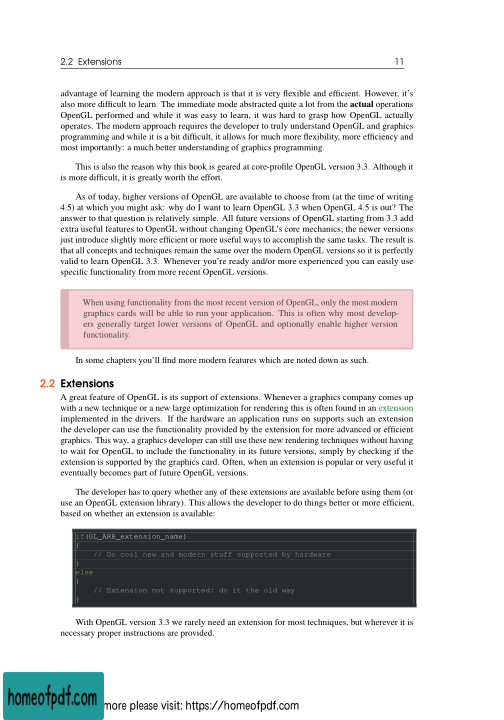 2.2 Extensions 11
advantage of learning the modern approach is that it is very flexible and efficient. However, it's
also more difficult to learn. The immediate mode abstracted quite a lot from the actual operations
OpenGL performed and while it was easy to learn, it was hard to grasp how OpenGL actually
operates. The modern approach requires the developer to truly understand OpenGL and graphics
programming and while it is a bit difficult, it allows for much more flexibility, more efficiency and
most importantly: a much better understanding of graphics programming.
This is also the reason why this book is geared at core-profile OpenGL version 3.3. Although it
is more difficult, it is greatly worth the effort.
As of today, higher versions of OpenGL are available to choose from (at the time of writing
4.5) at which you might ask: why do I want to learn OpenGL 3.3 when OpenGL 4.5 is out? The
answer to that question is relatively simple. All future versions of OpenGL starting from 3.3 add
extra useful features to OpenGL without changing OpenGL's core mechanics; the newer versions
just introduce slightly more efficient or more useful ways to accomplish the same tasks. The result is
that all concepts and techniques remain the same over the modern OpenGL versions so it is perfectly
valid to learn OpenGL 3.3. Whenever you're ready and/or more experienced you can easily use
specific functionality from more recent OpenGL versions.
When using functionality from the most recent version of OpenGL, only the most modern
graphics cards will be able to run your application. This is often why most develop-
ers generally target lower versions of OpenGL and optionally enable higher version
functionality.
In some chapters you'll find more modern features which are noted down as such.
2.2 Extensions
A great feature of OpenGL is its support of extensions. Whenever a graphics company comes up
with a new technique or a new large optimization for rendering this is often found in an extension
implemented in the drivers. If the hardware an application runs on supports such an extension
the developer can use the functionality provided by the extension for more advanced or efficient
graphics. This way, a graphics developer can still use these new rendering techniques without having
to wait for OpenGL to include the functionality in its future versions, simply by checking if the
extension is supported by the graphics card. Often, when an extension is popular or very useful it
eventually becomes part of future OpenGL versions.
The developer has to query whether any of these extensions are available before using them (or
use an OpenGL extension library). This allows the developer to do things better or more efficient,
based on whether an extension is available:
if(GL_ARB_extension_name)
{
// Do cool new and modern stuff supported by hardware
}
else
{
// Extension not supported: do it the old way
}
With OpenGL version 3.3 we rarely need an extension for most techniques, but wherever it is
necessary proper instructions are provided.
homeofpdf.com more please visit: https://homeofpdf.com